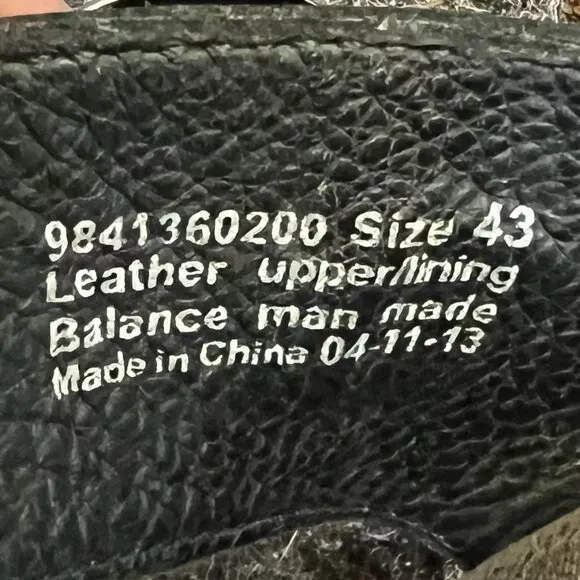 9841360200 Size 43
Leather upper/lining
Balance man made
Made in China 04-11-13